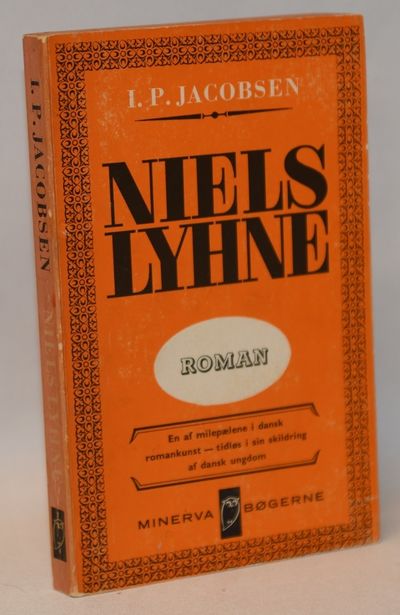 I. P. JACOBSEN
NIELS
LYHNE
ROMAN
En af milepælene i dansk
romankunst — tidløs i sin skildring
af dansk ungdom
MINERVA BØGERNE
I. P. JACOBSEN
NIELS LYHNE